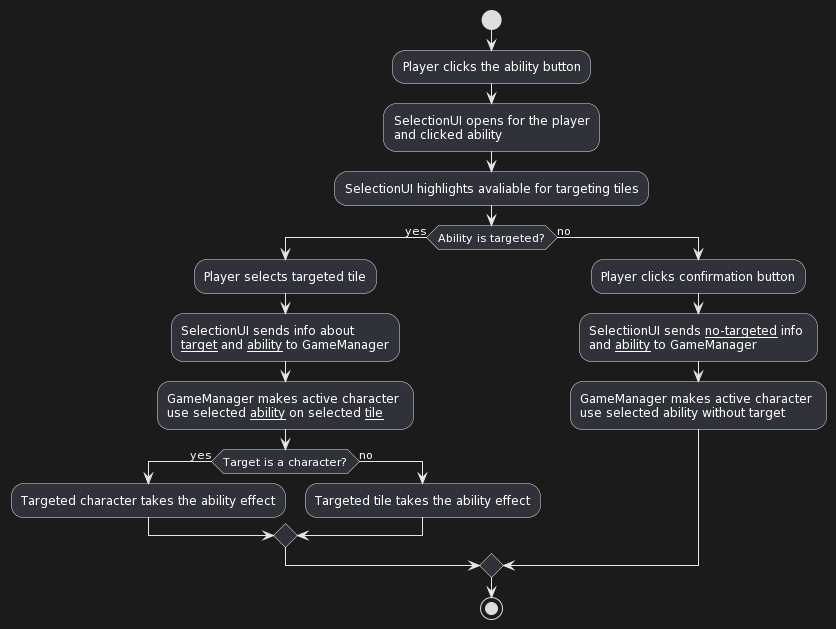 Player clicks the ability button
SelectionUI opens for the player
and clicked ability
SelectionUI highlights avaliable for targeting tiles
yes
Ability is targeted?
no
Player selects targeted tile
SelectionUI sends info about
target and ability to GameManager
GameManager makes active character
use selected ability on selected tile
yes
Target is a character?
no
Targeted character takes the ability effect
Targeted tile takes the ability effect
Player clicks confirmation button
SelectiionUI sends no-targeted info
and ability to GameManager
GameManager makes active character
use selected ability without target